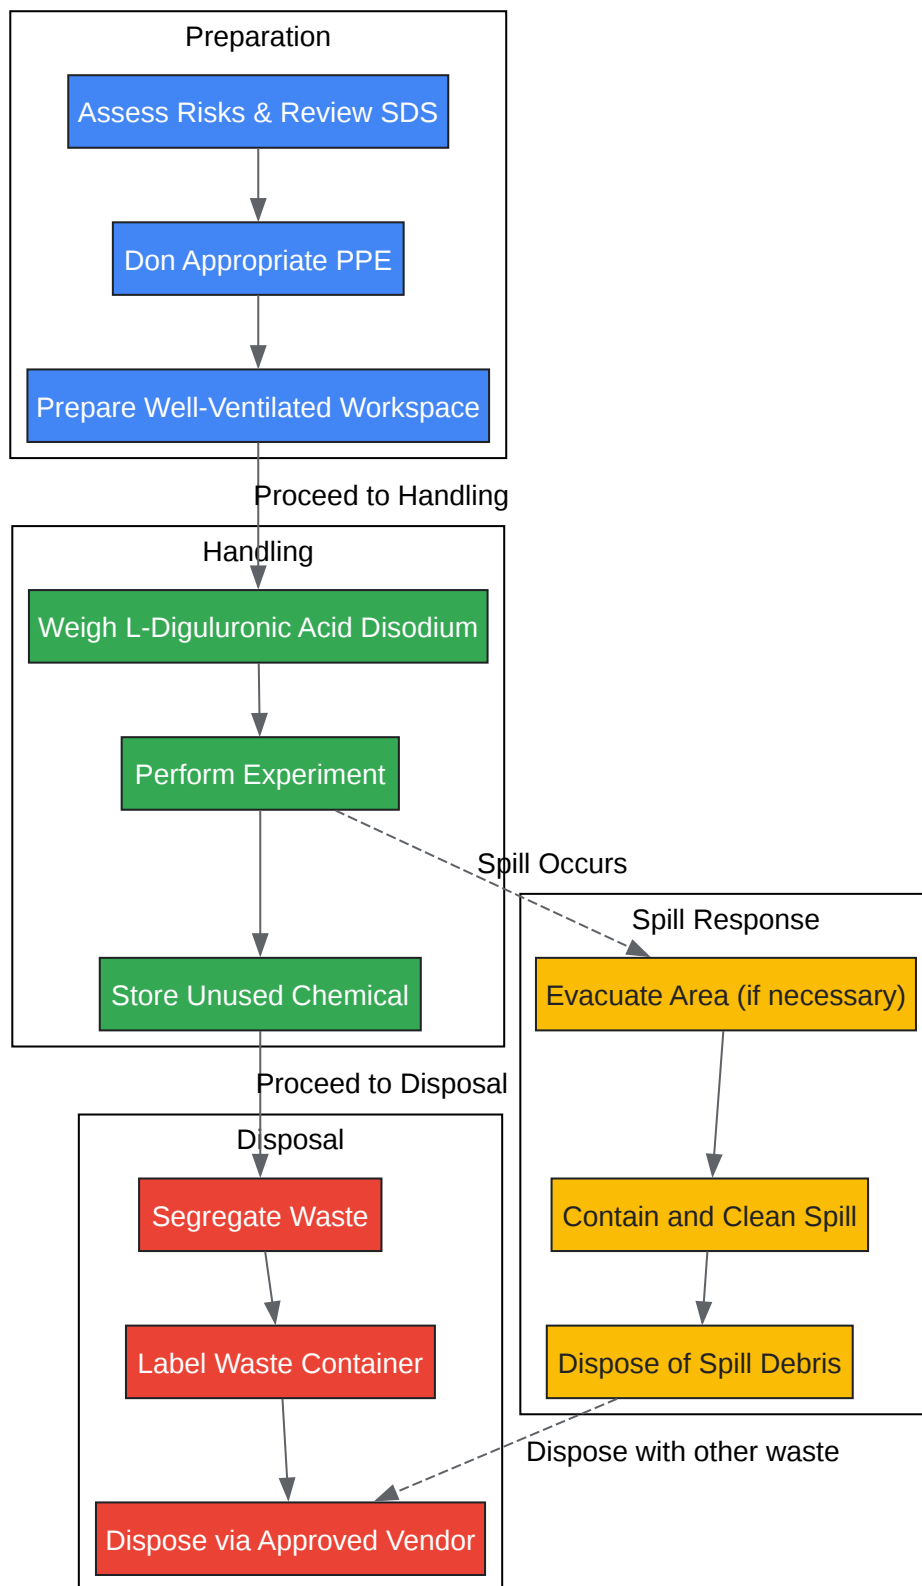 Preparation
Assess Risks & Review SDS
Don Appropriate PPE
Prepare Well-Ventilated Workspace
Proceed to Handling
Handling
Weigh L-Diguluronic Acid Disodium
Perform Experiment
Spill Occurs
Spill Response
Store Unused Chemical
Evacuate Area (if necessary)
Proceed to Disposal
Disposal
Segregate Waste
Contain and Clean Spill
Label Waste Container
Dispose of Spill Debris
Dispose with other waste
Dispose via Approved Vendor